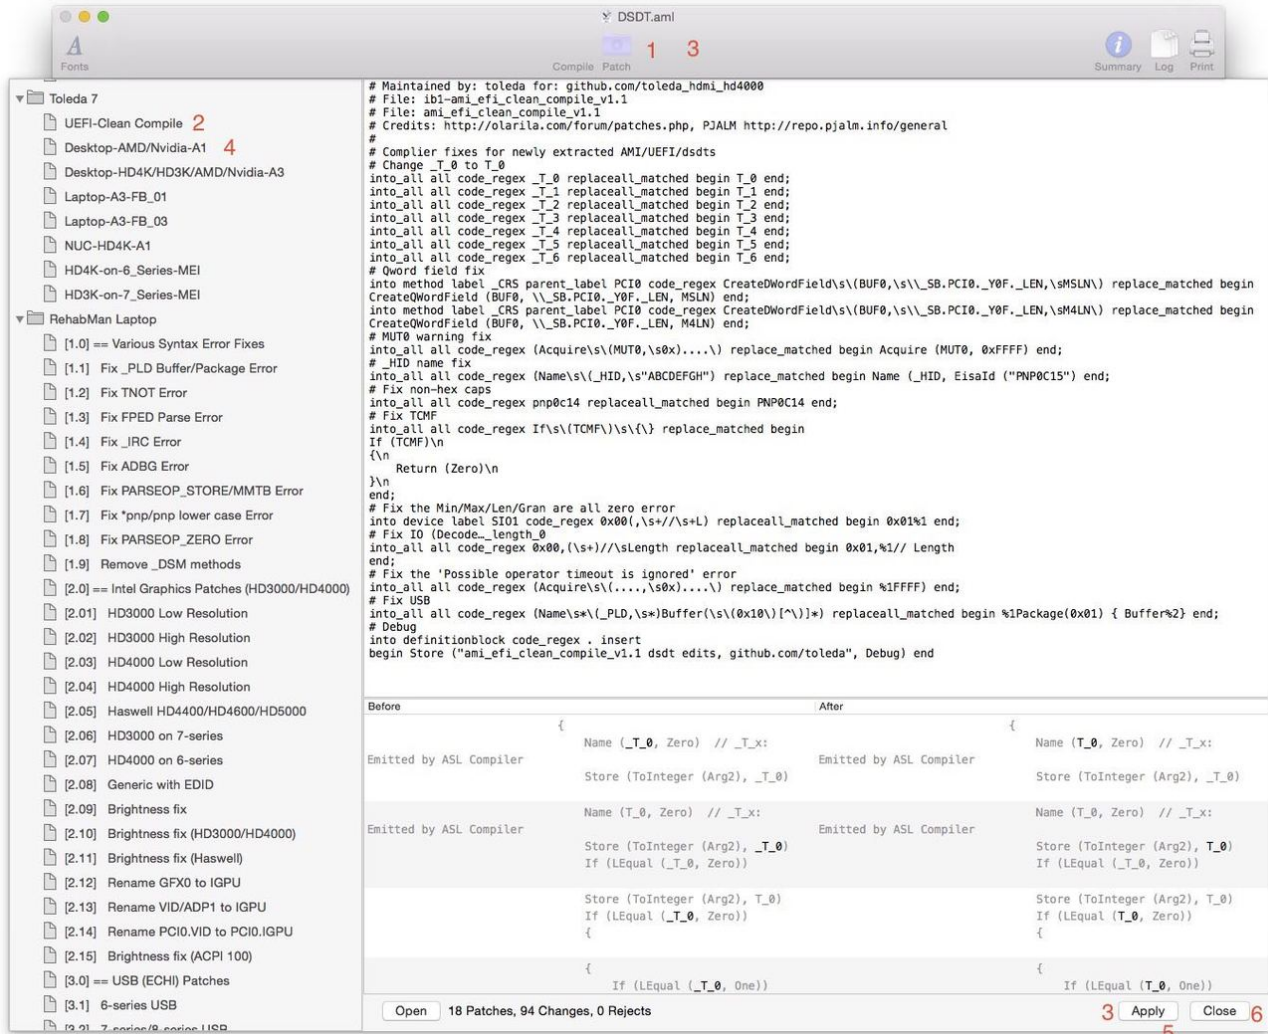 DSDT.aml
1 3
Fonts
Compile Patch
Summary Log Print
Toleda 7
UEFI-Clean Compile 2
Desktop-AMD/Nvidia-A1 4
Desktop-HD4K/HD3K/AMD/Nvidia-A3
Laptop-A3-FB_01
Laptop-A3-FB_03
NUC-HD4K-A1
HD4K-on-6_Series-MEI
HD3K-on-7_Series-MEI
RehabMan Laptop
[1.0] == Various Syntax Error Fixes
[1.1] Fix _PLD Buffer/Package Error
[1.2] Fix TNOT Error
[1.3] Fix FPED Parse Error
[1.4] Fix _IRC Error
[1.5] Fix ADBG Error
[1.6] Fix PARSEOP_STORE/MMTB Error
[1.7] Fix *pnp/pnp lower case Error
[1.8] Fix PARSEOP_ZERO Error
[1.9] Remove _DSM methods
[2.0] == Intel Graphics Patches (HD3000/HD4000)
[2.01] HD3000 Low Resolution
[2.02] HD3000 High Resolution
[2.03] HD4000 Low Resolution
[2.04] HD4000 High Resolution
[2.05] Haswell HD4400/HD4600/HD5000
[2.06] HD3000 on 7-series
[2.07] HD4000 on 6-series
[2.08] Generic with EDID
[2.09] Brightness fix
[2.10] Brightness fix (HD3000/HD4000)
[2.11] Brightness fix (Haswell)
[2.12] Rename GFX0 to IGPU
[2.13] Rename VID/ADP1 to IGPU
[2.14] Rename PCI0.VID to PCI0.IGPU
[2.15] Brightness fix (ACPI 100)
[3.0] == USB (ECHI) Patches
[3.1] 6-series USB
[3.2] 7-series/8-series USB
# Maintained by: toleda for: github.com/toleda_hdmi_hd4000
# File: ib1-ami_efi_clean_compile_v1.1
# File: ami_efi_clean_compile_v1.1
# Credits: http://olarila.com/forum/patches.php, PJALM http://repo.pjalm.info/general
#
# Complier fixes for newly extracted AMI/UEFI/dsdts
# Change _T_0 to T_0
into_all all code_regex _T_0 replaceall_matched begin T_0 end;
into_all all code_regex _T_1 replaceall_matched begin T_1 end;
into_all all code_regex _T_2 replaceall_matched begin T_2 end;
into_all all code_regex _T_3 replaceall_matched begin T_3 end;
into_all all code_regex _T_4 replaceall_matched begin T_4 end;
into_all all code_regex _T_5 replaceall_matched begin T_5 end;
into_all all code_regex _T_6 replaceall_matched begin T_6 end;
# Qword field fix
into method label _CRS parent_label PCI0 code_regex CreateDWordField\s\(BUF0,\s\\_SB.PCI0._Y0F._LEN,\sMSLN\) replace_matched begin
CreateQWordField (BUF0, \\_SB.PCI0._Y0F._LEN, MSLN) end;
into method label _CRS parent_label PCI0 code_regex CreateDWordField\s\(BUF0,\s\\_SB.PCI0._Y0F._LEN,\sM4LN\) replace_matched begin
CreateQWordField (BUF0, \\_SB.PCI0._Y0F._LEN, M4LN) end;
# MUT0 warning fix
into_all all code_regex (Acquire\s\(MUT0,\s0x)....\) replace_matched begin Acquire (MUT0, 0xFFFF) end;
# _HID name fix
into_all all code_regex (Name\s\(_HID,\s"ABCDEFGH") replace_matched begin Name (_HID, EisaId ("PNP0C15") end;
# Fix non-hex caps
into_all all code_regex pnp0c14 replaceall_matched begin PNP0C14 end;
# Fix TCMF
into_all all code_regex If\s\(TCMF\)\s\{\} replace_matched begin
If (TCMF)\n
{\n
Return (Zero)\n
}\n
end;
# Fix the Min/Max/Len/Gran are all zero error
into device label SIO1 code_regex 0x00(,\s+//\s+L) replaceall_matched begin 0x01%1 end;
# Fix IO (Decode…_length_0
into_all all code_regex 0x00,(\s+)//\sLength replaceall_matched begin 0x01,%1// Length
end;
# Fix the 'Possible operator timeout is ignored' error
into_all all code_regex (Acquire\s\(....,\s0x)....\) replace_matched begin %1FFFF) end;
# Fix USB
into_all all code_regex (Name\s*\(_PLD,\s*)Buffer(\s\(0x10\)[^\)]*) replaceall_matched begin %1Package(0x01) { Buffer%2} end;
# Debug
into definitionblock code_regex . insert
begin Store ("ami_efi_clean_compile_v1.1 dsdt edits, github.com/toleda", Debug) end
Before After
{ {
Name (_T_0, Zero) // _T_x: Name (T_0, Zero) // _T_x:
Emitted by ASL Compiler Emitted by ASL Compiler
Store (ToInteger (Arg2), _T_0) Store (ToInteger (Arg2), _T_0)
Name (T_0, Zero) // _T_x: Name (T_0, Zero) // _T_x:
Emitted by ASL Compiler Emitted by ASL Compiler
Store (ToInteger (Arg2), _T_0) Store (ToInteger (Arg2), T_0)
If (LEqual (_T_0, Zero)) If (LEqual (_T_0, Zero))
Store (ToInteger (Arg2), T_0) Store (ToInteger (Arg2), T_0)
If (LEqual (_T_0, Zero)) If (LEqual (T_0, Zero))
{ {
{ {
If (LEqual (_T_0, One)) If (LEqual (T_0, One))
Open 18 Patches, 94 Changes, 0 Rejects 3 Apply Close 6
5